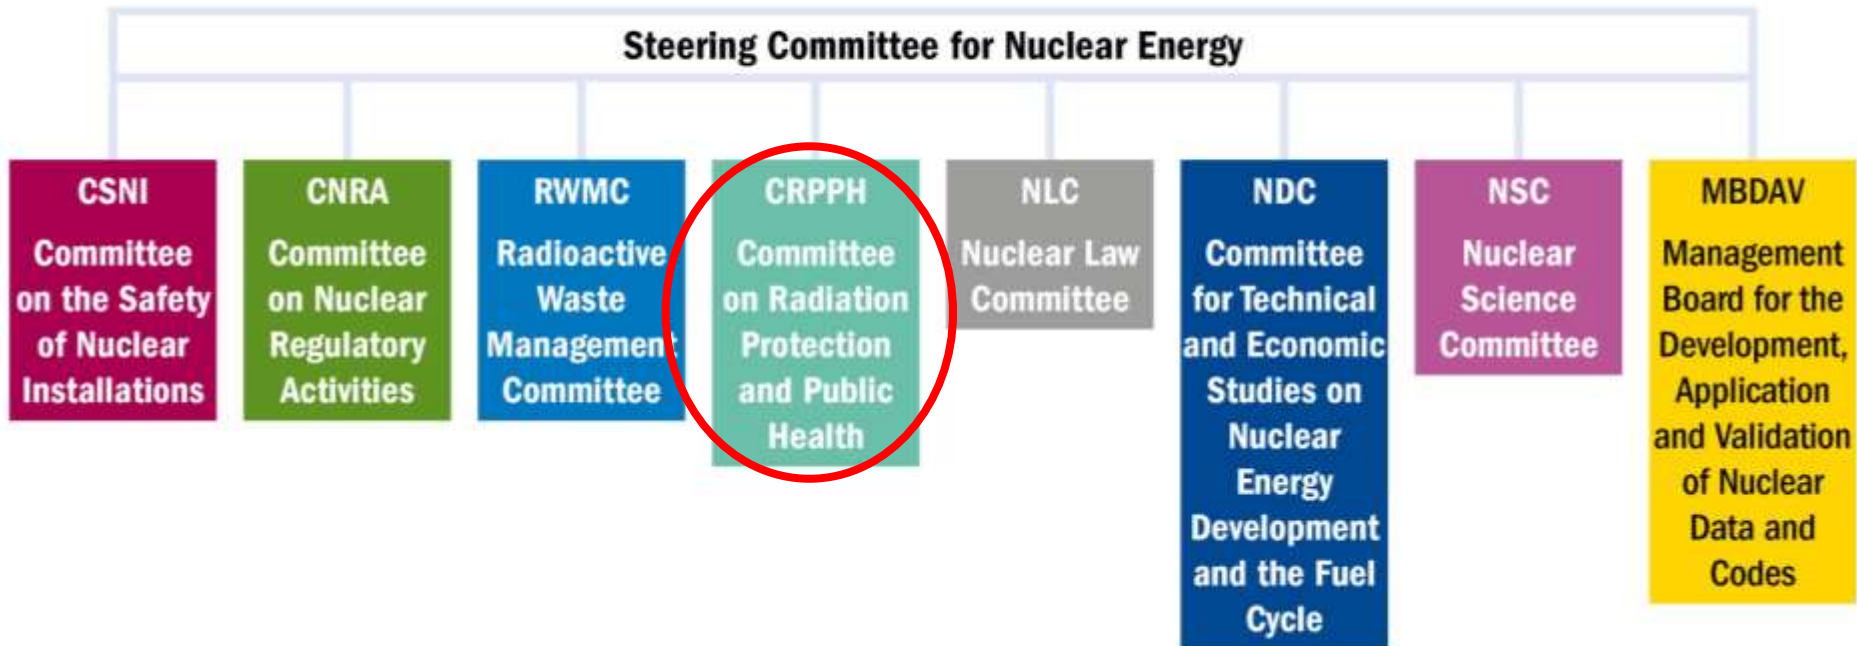 Steering Committee for Nuclear Energy
CSNI
Committee
on the Safety
of Nuclear
Installations
CNRA
Committee
on Nuclear
Regulatory
Activities
RWMC
Radioactive
Waste
Management
Committee
CRPPH
Committee
on Radiation
Protection
and Public
Health
NLC
Nuclear Law
Committee
NDC
Committee
for Technical
and Economic
Studies on
Nuclear
Energy
Development
and the Fuel
Cycle
NSC
Nuclear
Science
Committee
MBDAV
Management
Board for the
Development,
Application
and Validation
of Nuclear
Data and
Codes